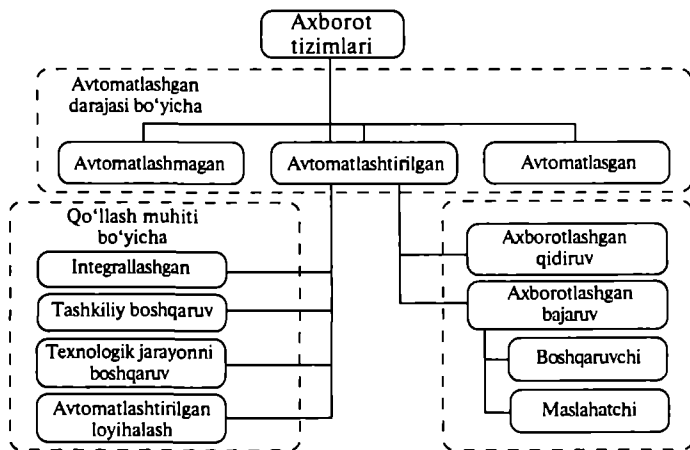 Axborot
tizimlari
Avtomatlashgan
darajasi bo‘yicha
Avtomatlashmagan
Avtomatlashtirilgan
Avtomatlasgan
Qo‘llash muhiti
bo‘yicha
Integrallashgan
Tashkiliy boshqaruv
Texnologik jarayonni
boshqaruv
Avtomatlashtirilgan
loyihalash
Axborotlashgan
qidiruv
Axborotlashgan
bajaruv
Boshqaruvchi
Maslahatchi